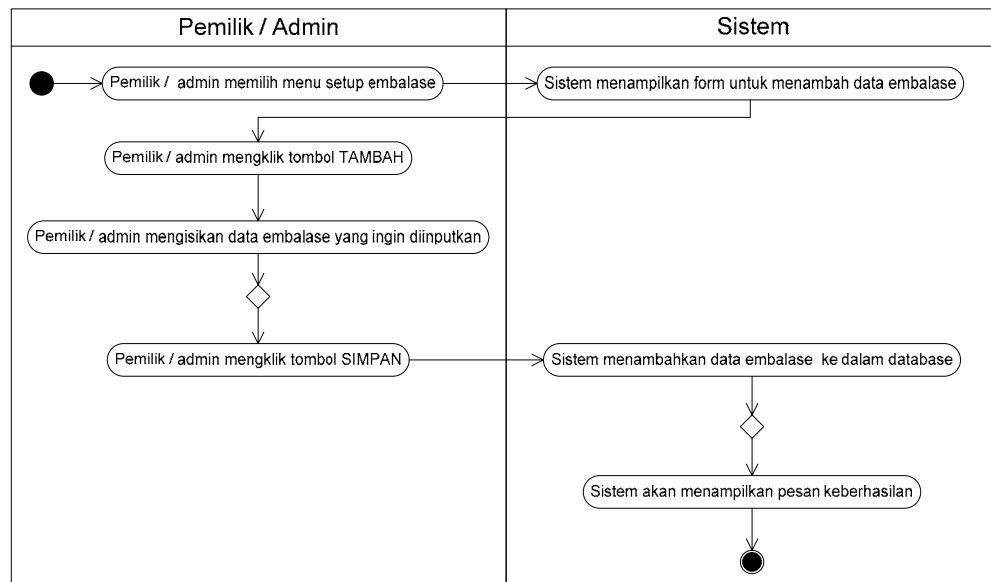 Pemilik / Admin
Sistem
Pemilik / admin memilih menu setup embalase
Sistem menampilkan form untuk menambah data embalase
Pemilik / admin mengklik tombol TAMBAH
Pemilik / admin mengisikan data embalase yang ingin diinputkan
Pemilik / admin mengklik tombol SIMPAN
Sistem menambahkan data embalase ke dalam database
Sistem akan menampilkan pesan keberhasilan